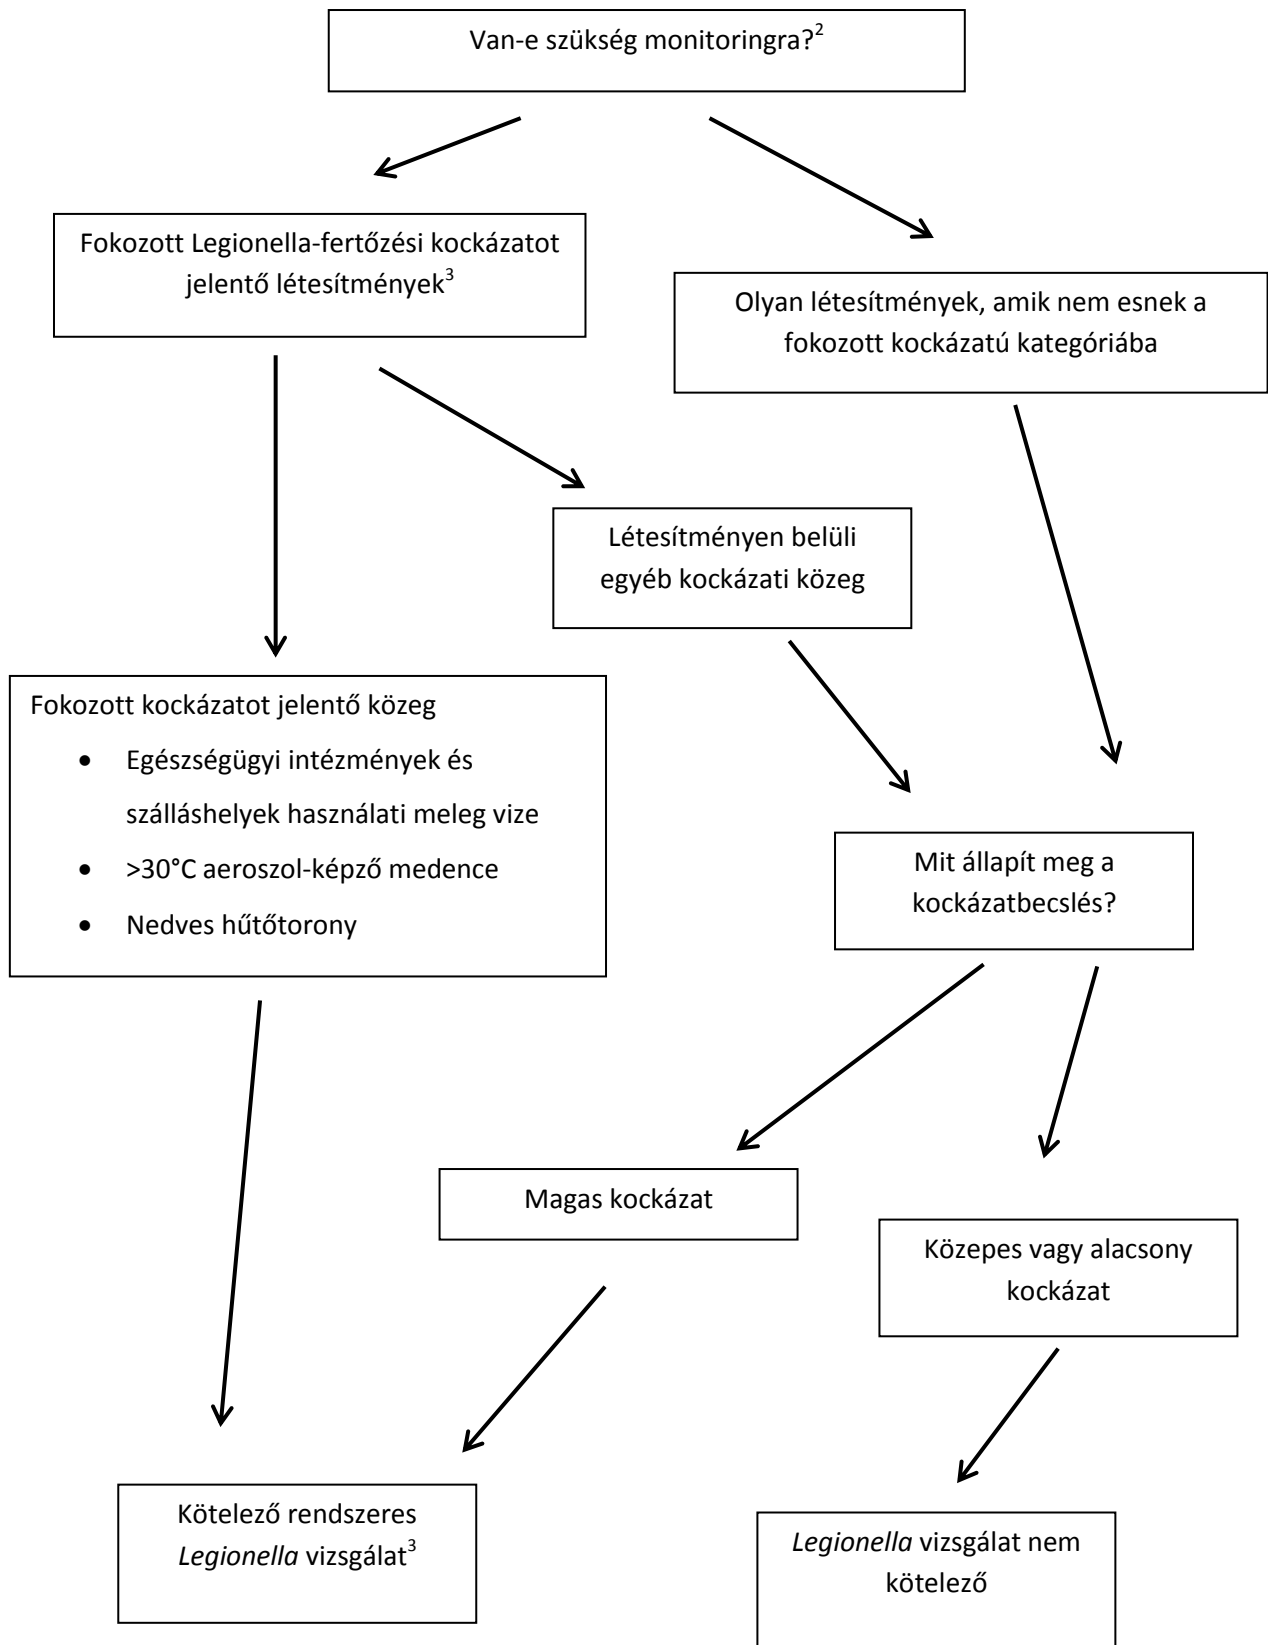 Van-e szükség monitoringra?²
Fokozott Legionella-fertőzési kockázatot
jelentő létesítmények³
Olyan létesítmények, amik nem esnek a
fokozott kockázatú kategóriába
Létesítményen belüli
egyéb kockázati közeg
Fokozott kockázatot jelentő közeg
• Egészségügyi intézmények és
szálláshelyek használati meleg vize
• >30°C aeroszol-képző medence
• Nedves hűtőtorony
Mit állapít meg a
kockázatbecslés?
Magas kockázat
Közepes vagy alacsony
kockázat
Kötelező rendszeres
Legionella vizsgálat³
Legionella vizsgálat nem
kötelező